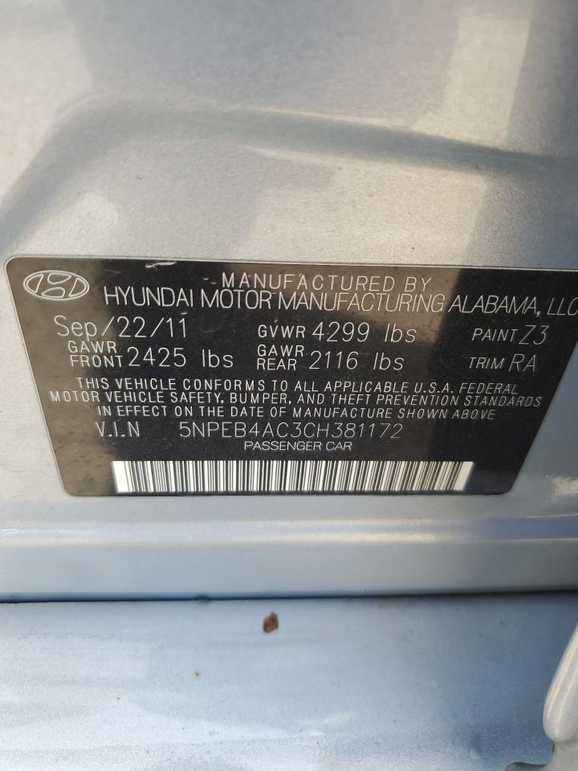 MANUFACTURED BY
HYUNDAI MOTOR MANUFACTURING ALABAMA, LLC
Sep/22/11 GVWR 4299 lbs PAINT Z3
GAWR FRONT 2425 lbs GAWR REAR 2116 lbs TRIM RA
THIS VEHICLE CONFORMS TO ALL APPLICABLE U.S.A. FEDERAL
MOTOR VEHICLE SAFETY, BUMPER, AND THEFT PREVENTION
STANDARDS IN EFFECT ON THE DATE OF MANUFACTURE SHOWN ABOVE
V.I.N 5NPEB4AC3CH381172
PASSENGER CAR